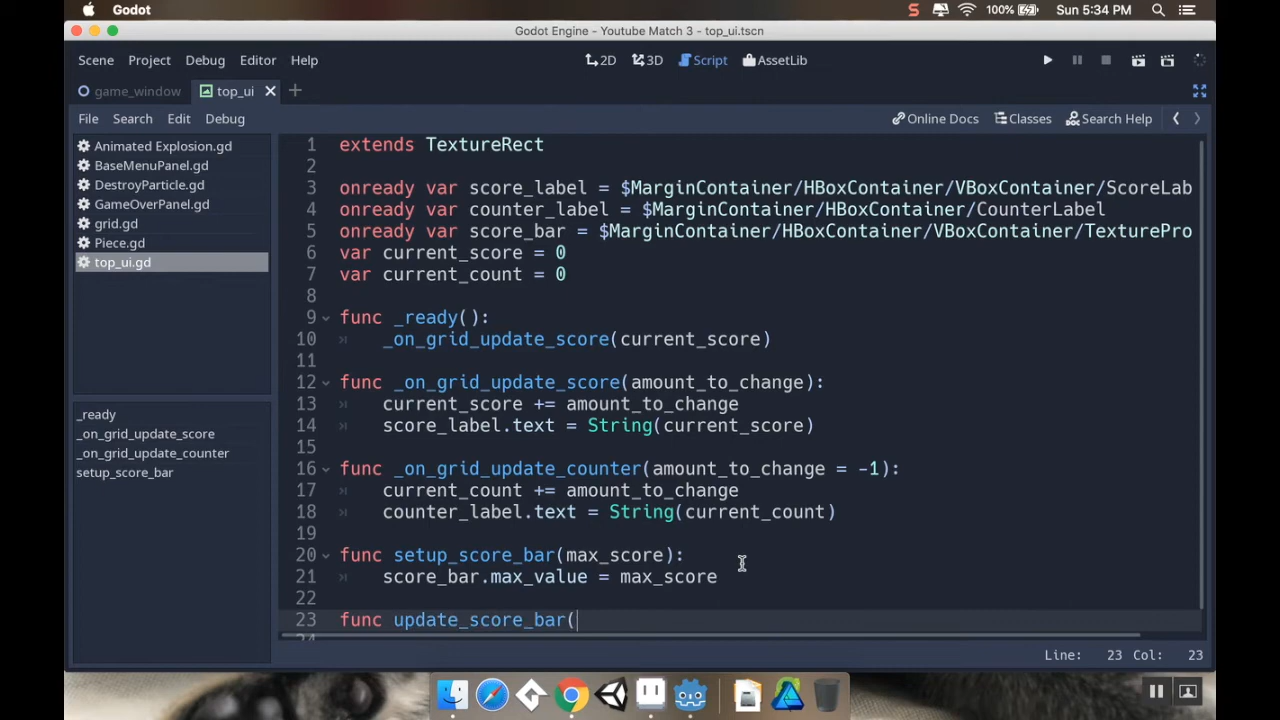 Godot
100%
Sun 5:34 PM
Godot Engine - Youtube Match 3 - top_ui.tscn
Scene Project Debug Editor Help
2D 3D Script AssetLib
game_window top_ui
File Search Edit Debug
Online Docs Classes Search Help
Animated Explosion.gd
BaseMenuPanel.gd
DestroyParticle.gd
GameOverPanel.gd
grid.gd
Piece.gd
top_ui.gd
_ready
_on_grid_update_score
_on_grid_update_counter
setup_score_bar
1 extends TextureRect
2
3 onready var score_label = $MarginContainer/HBoxContainer/VBoxContainer/ScoreLab
4 onready var counter_label = $MarginContainer/HBoxContainer/CounterLabel
5 onready var score_bar = $MarginContainer/HBoxContainer/VBoxContainer/TexturePro
6 var current_score = 0
7 var current_count = 0
8
9 func _ready():
10 _on_grid_update_score(current_score)
11
12 func _on_grid_update_score(amount_to_change):
13 current_score += amount_to_change
14 score_label.text = String(current_score)
15
16 func _on_grid_update_counter(amount_to_change = -1):
17 current_count += amount_to_change
18 counter_label.text = String(current_count)
19
20 func setup_score_bar(max_score):
21 score_bar.max_value = max_score
22
23 func update_score_bar(
Line: 23 Col: 23